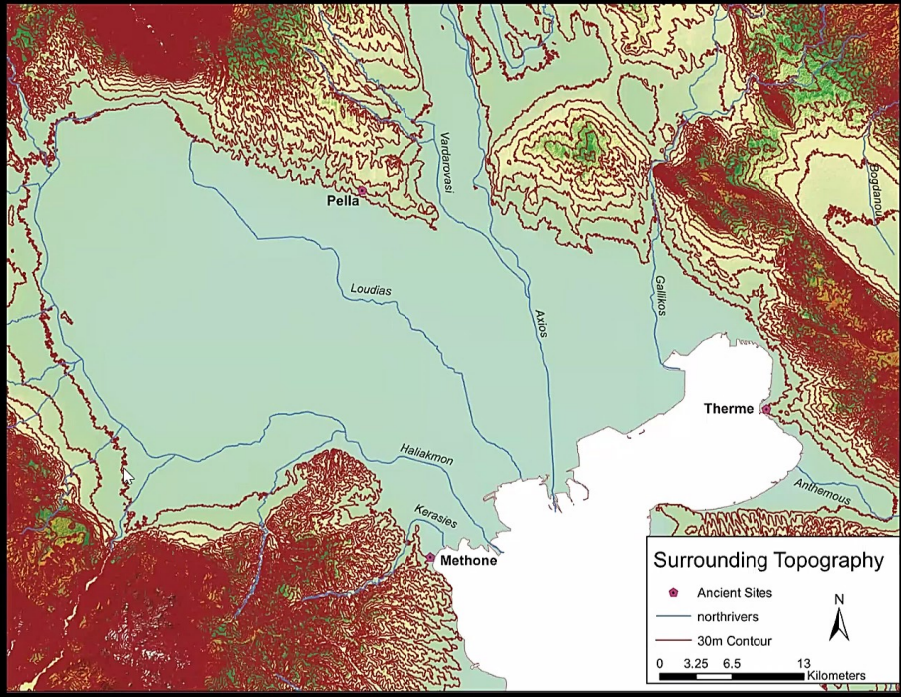 Vardarovasi
Bogdanou
Pella
Loudias
Gallikos
Axios
Therme
Haliakmon
Anthemous
Kerasies
Methone
Surrounding Topography
Ancient Sites
northrivers
30m Contour
N
0 3.25 6.5 13
Kilometers